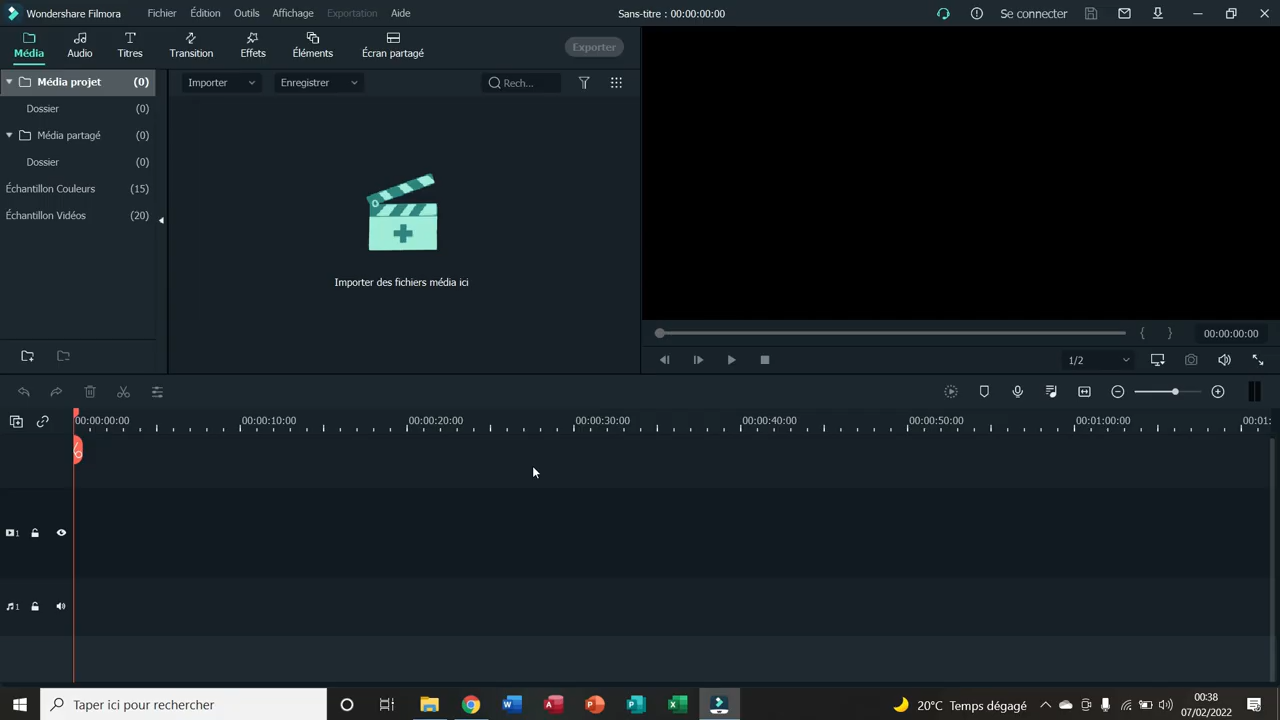 Wondershare Filmora Fichier Édition Outils Affichage Exportation Aide Sans-titre : 00:00:00:00 Se connecter
Média Audio Titres Transition Effets Éléments Écran partagé Exporter
Média projet (0) Importer Enregistrer Rech...
Dossier (0)
Média partagé (0)
Dossier (0)
Échantillon Couleurs (15)
Échantillon Vidéos (20)
Importer des fichiers média ici
{ } 00:00:00:00
1/2
00:00:00:00 00:00:10:00 00:00:20:00 00:00:30:00 00:00:40:00 00:00:50:00 00:01:00:00 00:01:
1
1
Taper ici pour rechercher 20°C Temps dégagé 00:38
07/02/2022